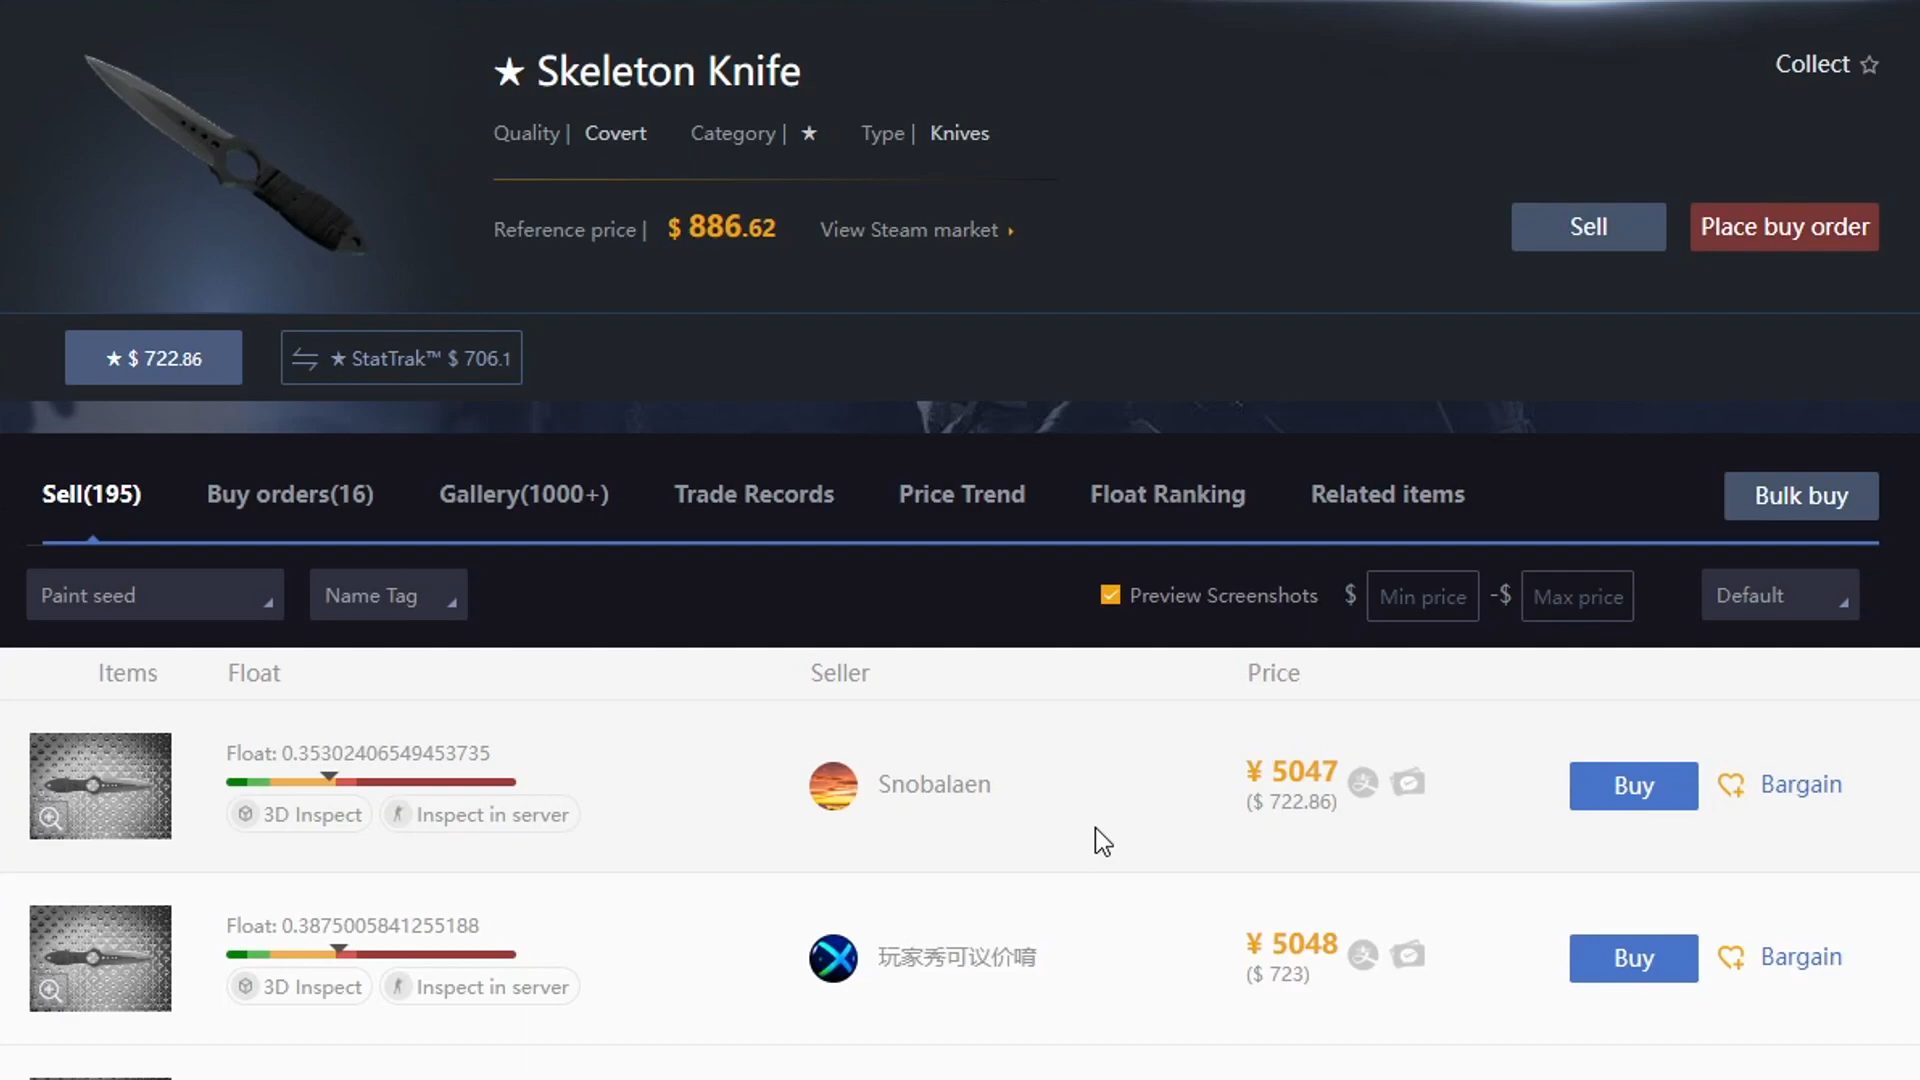 ★ Skeleton Knife
Collect ☆
Quality | Covert Category | ★ Type | Knives
Reference price | $ 886.62 View Steam market
Sell Place buy order
★ $ 722.86 ★ StatTrak™ $ 706.1
Sell(195) Buy orders(16) Gallery(1000+) Trade Records Price Trend Float Ranking Related items Bulk buy
Paint seed Name Tag Preview Screenshots $ Min price -$ Max price Default
Items Float Seller Price
Float: 0.35302406549453735
3D Inspect Inspect in server
Snobalaen
¥ 5047
($ 722.86)
Buy Bargain
Float: 0.3875005841255188
3D Inspect Inspect in server
玩家秀可议价唷
¥ 5048
($ 723)
Buy Bargain